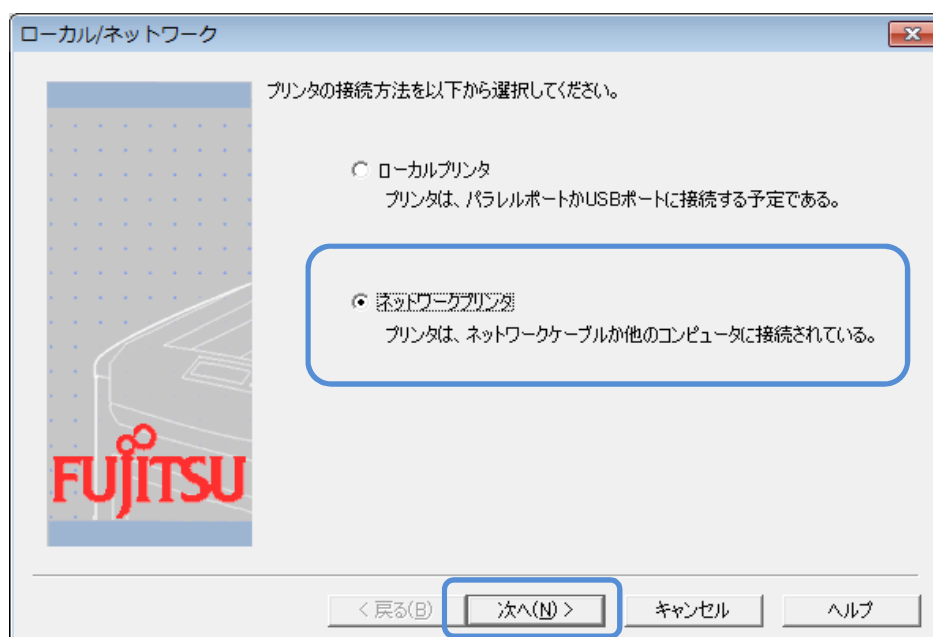 ローカル/ネットワーク
プリンタの接続方法を以下から選択してください。
ローカルプリンタ
プリンタは、パラレルポートかUSBポートに接続する予定である。
ネットワークプリンタ
プリンタは、ネットワークケーブルか他のコンピュータに接続されている。
FUJITSU
< 戻る(B) 次へ(N) > キャンセル ヘルプ